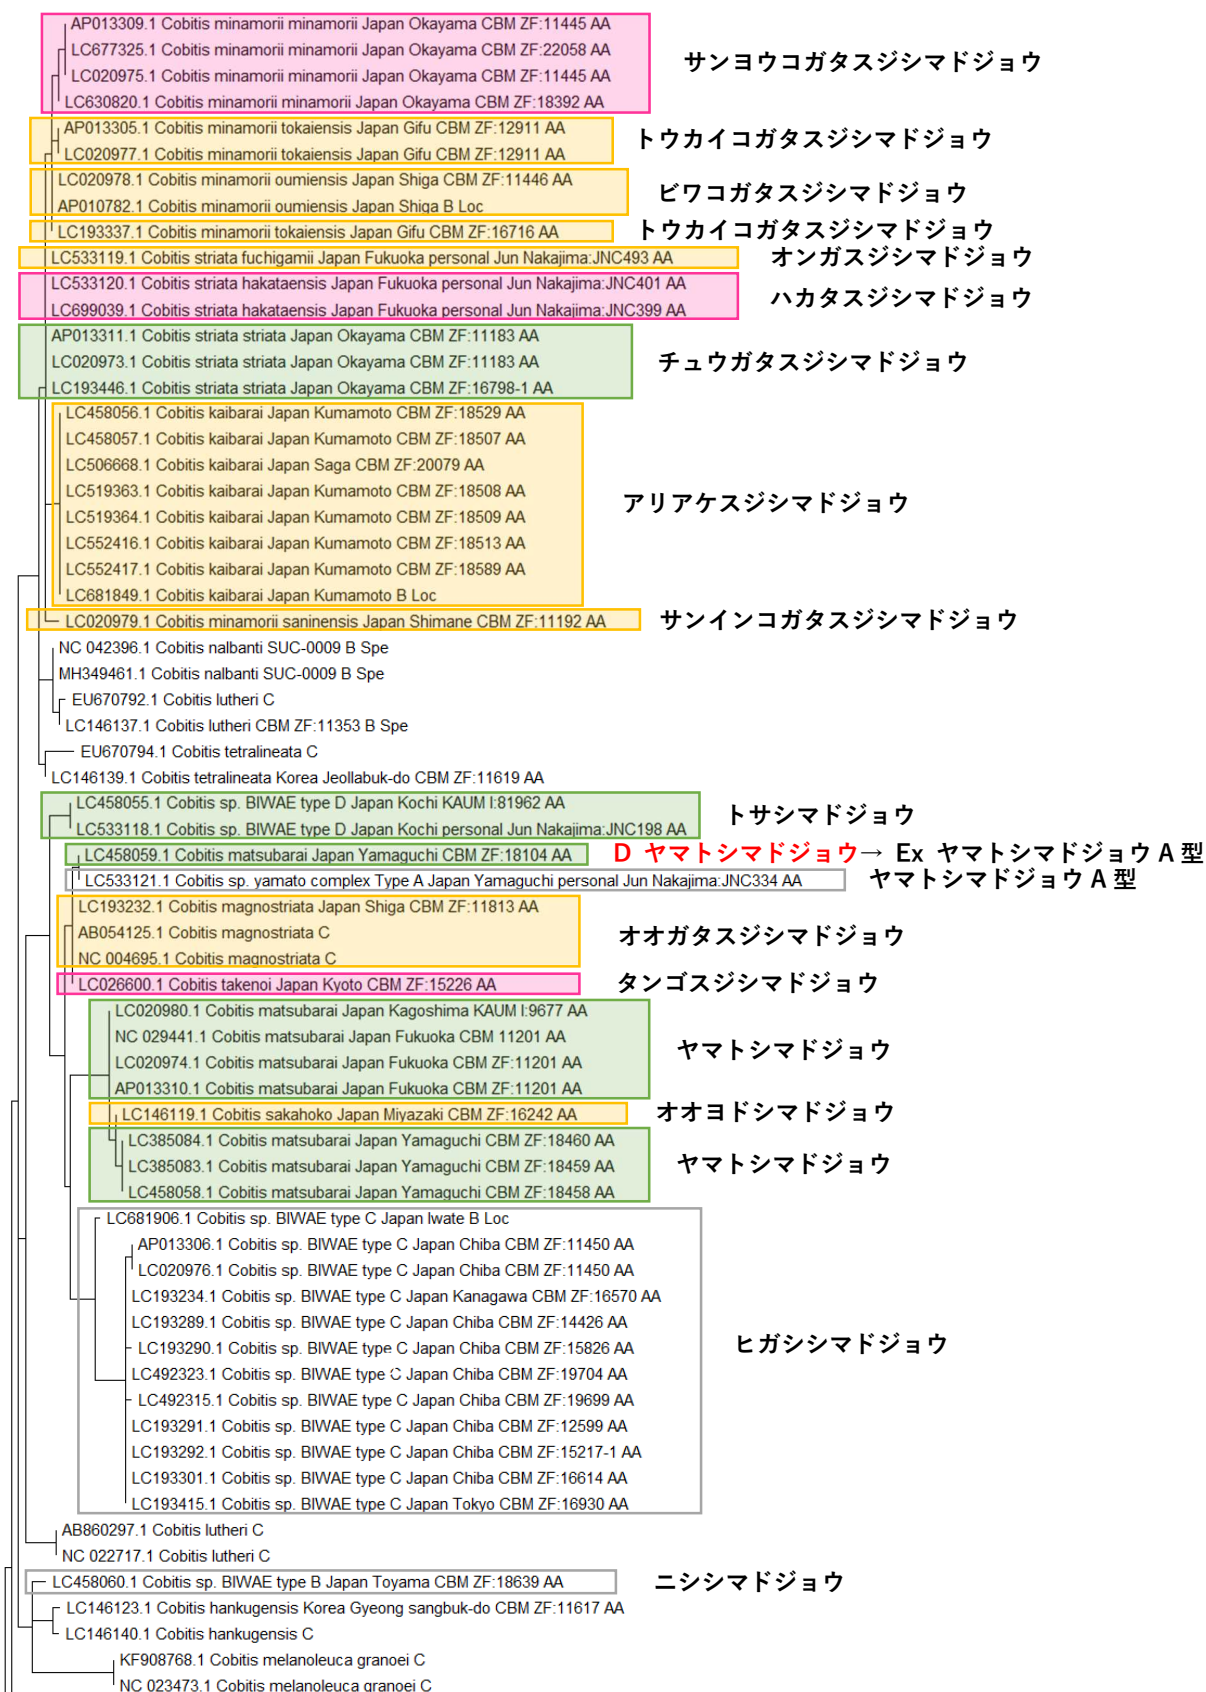 AP013309.1 Cobitis minamorii minamorii Japan Okayama CBM ZF:11445 AA
LC677325.1 Cobitis minamorii minamorii Japan Okayama CBM ZF:22058 AA
サンヨウコガタスジシマドジョウ
LC020975.1 Cobitis minamorii minamorii Japan Okayama CBM ZF:11445 AA
LC630820.1 Cobitis minamorii minamorii Japan Okayama CBM ZF:18392 AA
AP013305.1 Cobitis minamorii tokaiensis Japan Gifu CBM ZF:12911 AA
トウカイコガタスジシマドジョウ
LC020977.1 Cobitis minamorii tokaiensis Japan Gifu CBM ZF:12911 AA
LC020978.1 Cobitis minamorii oumiensis Japan Shiga CBM ZF:11446 AA
ビワコガタスジシマドジョウ
AP010782.1 Cobitis minamorii oumiensis Japan Shiga B Loc
LC193337.1 Cobitis minamorii tokaiensis Japan Gifu CBM ZF:16716 AA
トウカイコガタスジシマドジョウ
LC533119.1 Cobitis striata fuchigamii Japan Fukuoka personal Jun Nakajima:JNC493 AA
オンガスジシマドジョウ
LC533120.1 Cobitis striata hakataensis Japan Fukuoka personal Jun Nakajima:JNC401 AA
ハカタスジシマドジョウ
LC699039.1 Cobitis striata hakataensis Japan Fukuoka personal Jun Nakajima:JNC399 AA
AP013311.1 Cobitis striata striata Japan Okayama CBM ZF:11183 AA
LC020973.1 Cobitis striata striata Japan Okayama CBM ZF:11183 AA
チュウガタスジシマドジョウ
LC193446.1 Cobitis striata striata Japan Okayama CBM ZF:16798-1 AA
LC458056.1 Cobitis kaibarai Japan Kumamoto CBM ZF:18529 AA
LC458057.1 Cobitis kaibarai Japan Kumamoto CBM ZF:18507 AA
LC506668.1 Cobitis kaibarai Japan Saga CBM ZF:20079 AA
LC519363.1 Cobitis kaibarai Japan Kumamoto CBM ZF:18508 AA
アリアケスジシマドジョウ
LC519364.1 Cobitis kaibarai Japan Kumamoto CBM ZF:18509 AA
LC552416.1 Cobitis kaibarai Japan Kumamoto CBM ZF:18513 AA
LC552417.1 Cobitis kaibarai Japan Kumamoto CBM ZF:18589 AA
LC681849.1 Cobitis kaibarai Japan Kumamoto B Loc
LC020979.1 Cobitis minamorii saninensis Japan Shimane CBM ZF:11192 AA
サンインコガタスジシマドジョウ
NC 042396.1 Cobitis nalbanti SUC-0009 B Spe
MH349461.1 Cobitis nalbanti SUC-0009 B Spe
EU670792.1 Cobitis lutheri C
LC146137.1 Cobitis lutheri CBM ZF:11353 B Spe
EU670794.1 Cobitis tetralineata C
LC146139.1 Cobitis tetralineata Korea Jeollabuk-do CBM ZF:11619 AA
LC458055.1 Cobitis sp. BIWAE type D Japan Kochi KAUM I:81962 AA
トサシマドジョウ
LC533118.1 Cobitis sp. BIWAE type D Japan Kochi personal Jun Nakajima:JNC198 AA
LC458059.1 Cobitis matsubarai Japan Yamaguchi CBM ZF:18104 AA
D ヤマトシマドジョウ→ Ex ヤマトシマドジョウ A 型
LC533121.1 Cobitis sp. yamato complex Type A Japan Yamaguchi personal Jun Nakajima:JNC334 AA
ヤマトシマドジョウ A 型
LC193232.1 Cobitis magnostriata Japan Shiga CBM ZF:11813 AA
AB054125.1 Cobitis magnostriata C
オオガタスジシマドジョウ
NC 004695.1 Cobitis magnostriata C
LC026600.1 Cobitis takenoi Japan Kyoto CBM ZF:15226 AA
タンゴスジシマドジョウ
LC020980.1 Cobitis matsubarai Japan Kagoshima KAUM I:9677 AA
NC 029441.1 Cobitis matsubarai Japan Fukuoka CBM 11201 AA
ヤマトシマドジョウ
LC020974.1 Cobitis matsubarai Japan Fukuoka CBM ZF:11201 AA
AP013310.1 Cobitis matsubarai Japan Fukuoka CBM ZF:11201 AA
LC146119.1 Cobitis sakahoko Japan Miyazaki CBM ZF:16242 AA
オオヨドシマドジョウ
LC385084.1 Cobitis matsubarai Japan Yamaguchi CBM ZF:18460 AA
LC385083.1 Cobitis matsubarai Japan Yamaguchi CBM ZF:18459 AA
ヤマトシマドジョウ
LC458058.1 Cobitis matsubarai Japan Yamaguchi CBM ZF:18458 AA
LC681906.1 Cobitis sp. BIWAE type C Japan Iwate B Loc
AP013306.1 Cobitis sp. BIWAE type C Japan Chiba CBM ZF:11450 AA
LC020976.1 Cobitis sp. BIWAE type C Japan Chiba CBM ZF:11450 AA
LC193234.1 Cobitis sp. BIWAE type C Japan Kanagawa CBM ZF:16570 AA
LC193289.1 Cobitis sp. BIWAE type C Japan Chiba CBM ZF:14426 AA
LC193290.1 Cobitis sp. BIWAE type C Japan Chiba CBM ZF:15826 AA
ヒガシシマドジョウ
LC492323.1 Cobitis sp. BIWAE type C Japan Chiba CBM ZF:19704 AA
LC492315.1 Cobitis sp. BIWAE type C Japan Chiba CBM ZF:19699 AA
LC193291.1 Cobitis sp. BIWAE type C Japan Chiba CBM ZF:12599 AA
LC193292.1 Cobitis sp. BIWAE type C Japan Chiba CBM ZF:15217-1 AA
LC193301.1 Cobitis sp. BIWAE type C Japan Chiba CBM ZF:16614 AA
LC193415.1 Cobitis sp. BIWAE type C Japan Tokyo CBM ZF:16930 AA
AB860297.1 Cobitis lutheri C
NC 022717.1 Cobitis lutheri C
LC458060.1 Cobitis sp. BIWAE type B Japan Toyama CBM ZF:18639 AA
ニシシマドジョウ
LC146123.1 Cobitis hankugensis Korea Gyeong sangbuk-do CBM ZF:11617 AA
LC146140.1 Cobitis hankugensis C
KF908768.1 Cobitis melanoleuca granoei C
NC 023473.1 Cobitis melanoleuca granoei C